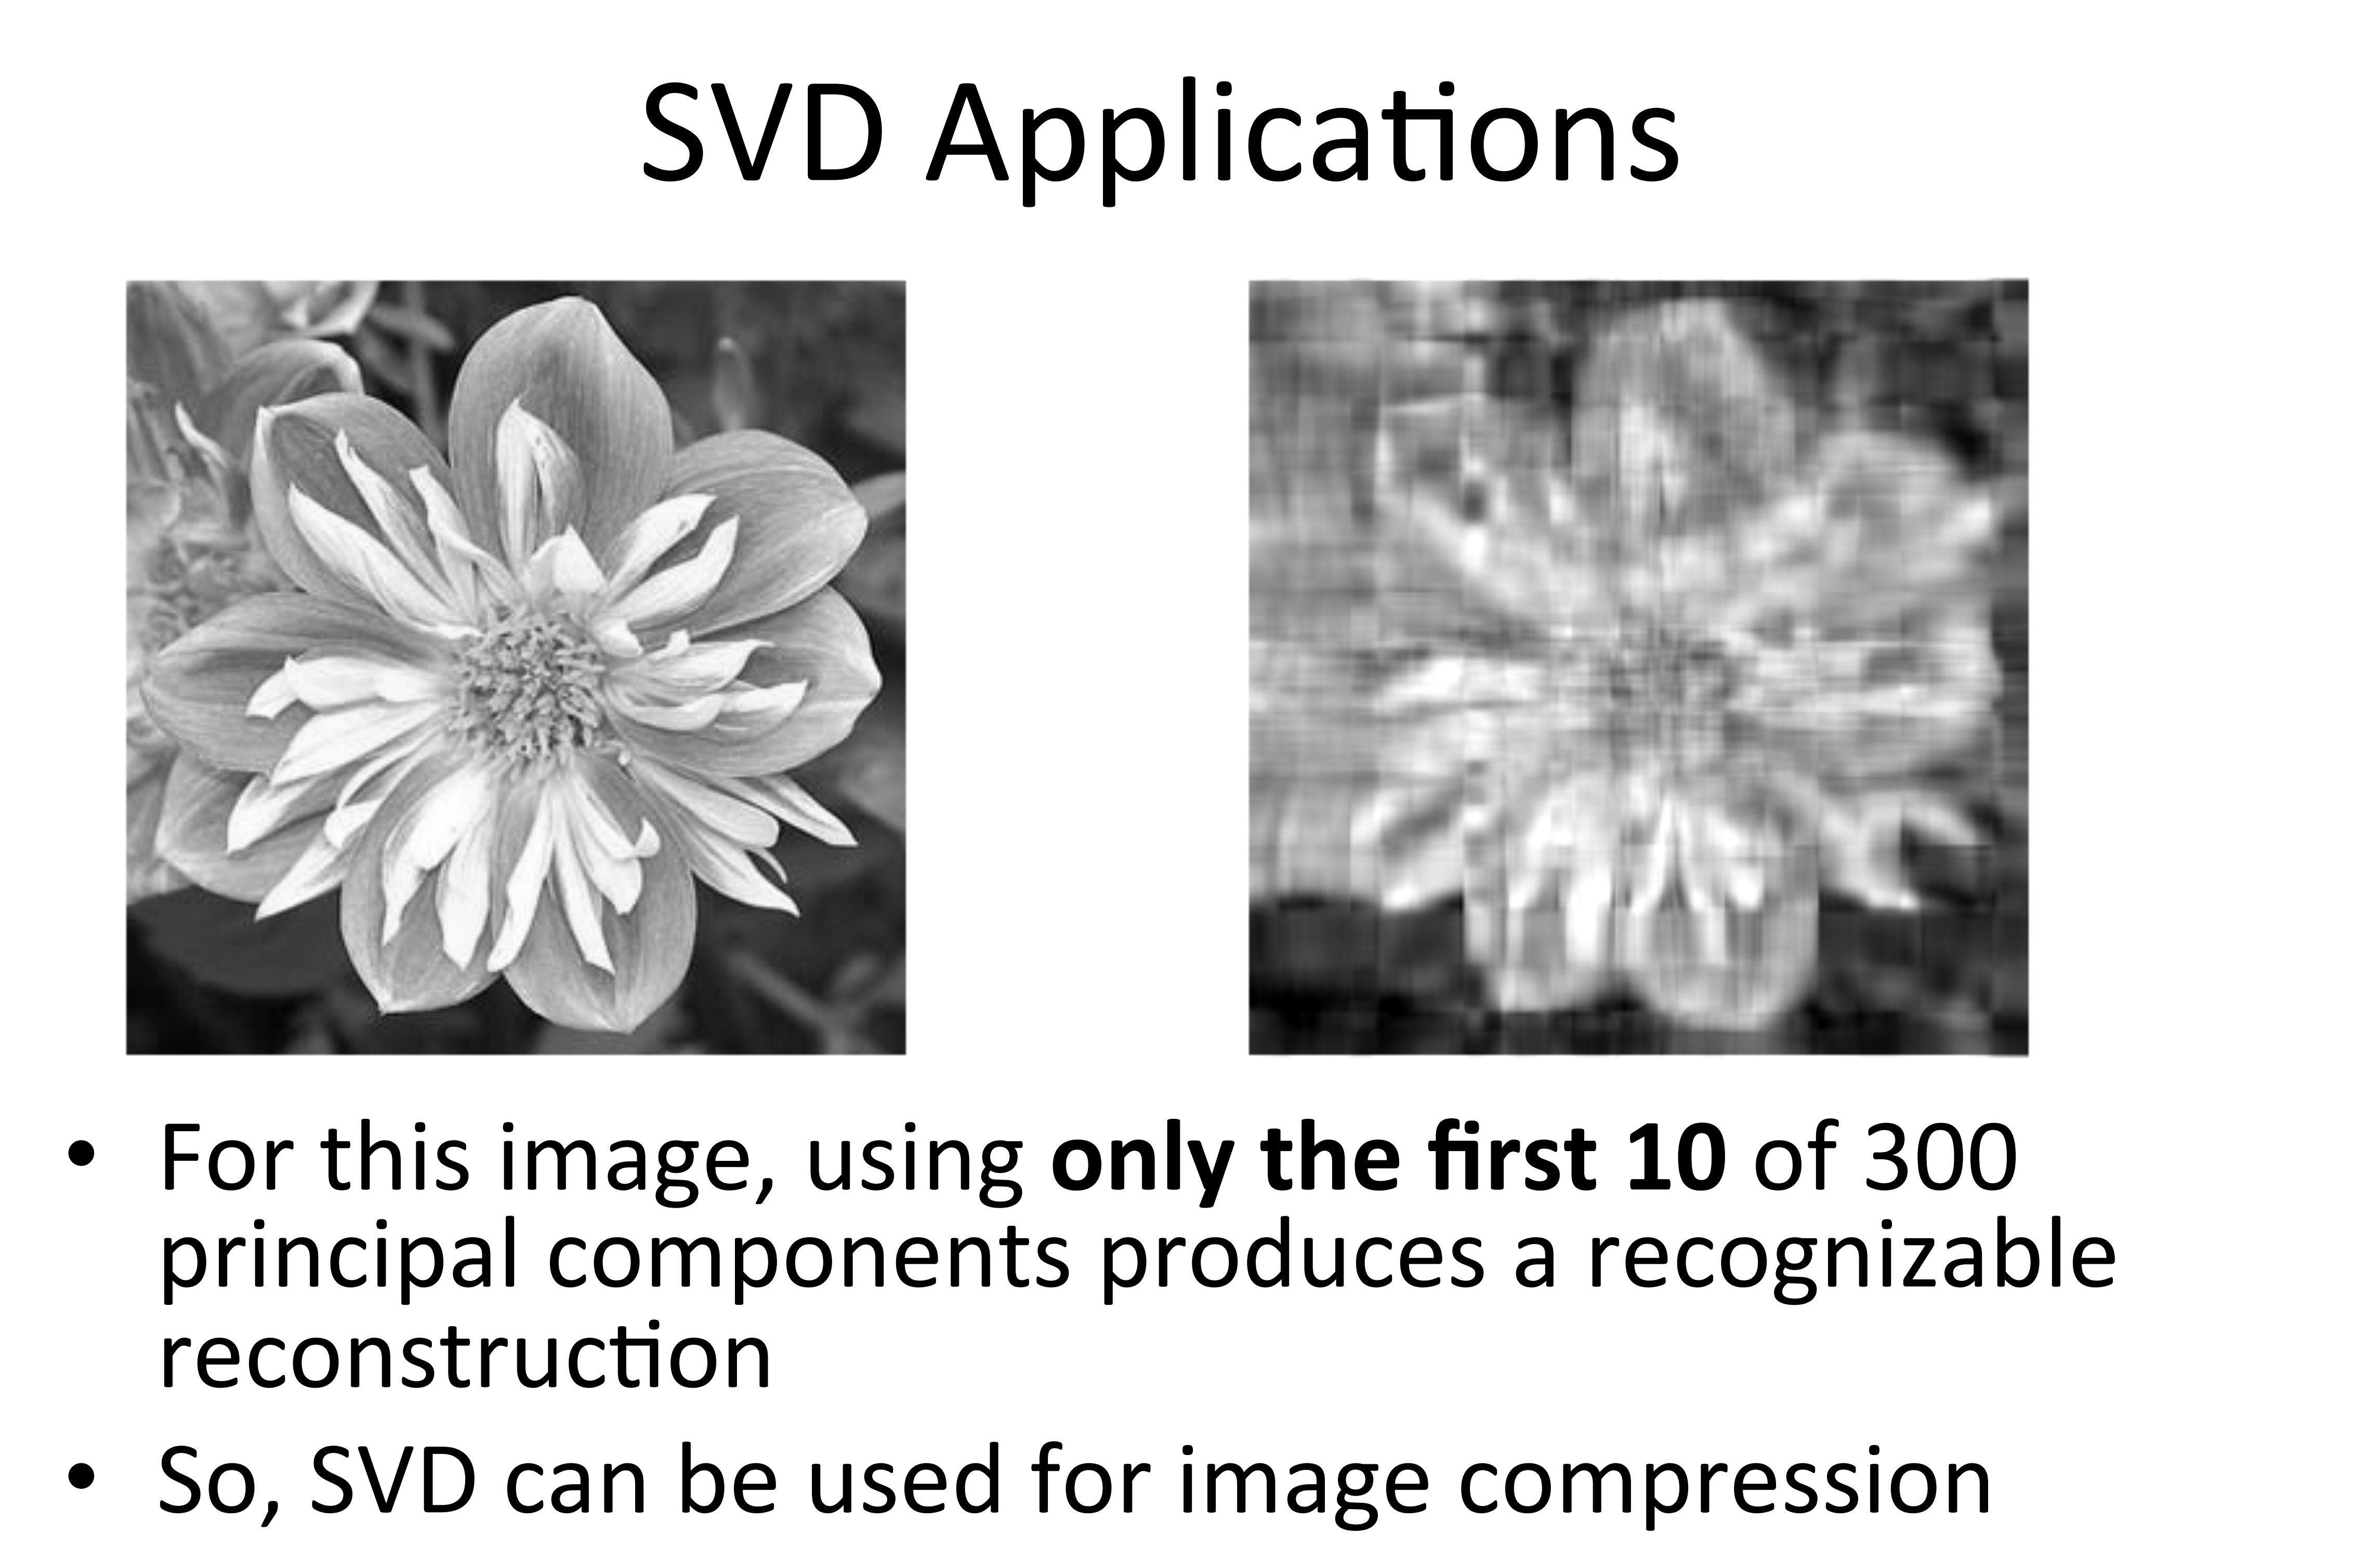 SVD Applications
• For this image, using only the first 10 of 300
principal components produces a recognizable
reconstruction
• So, SVD can be used for image compression